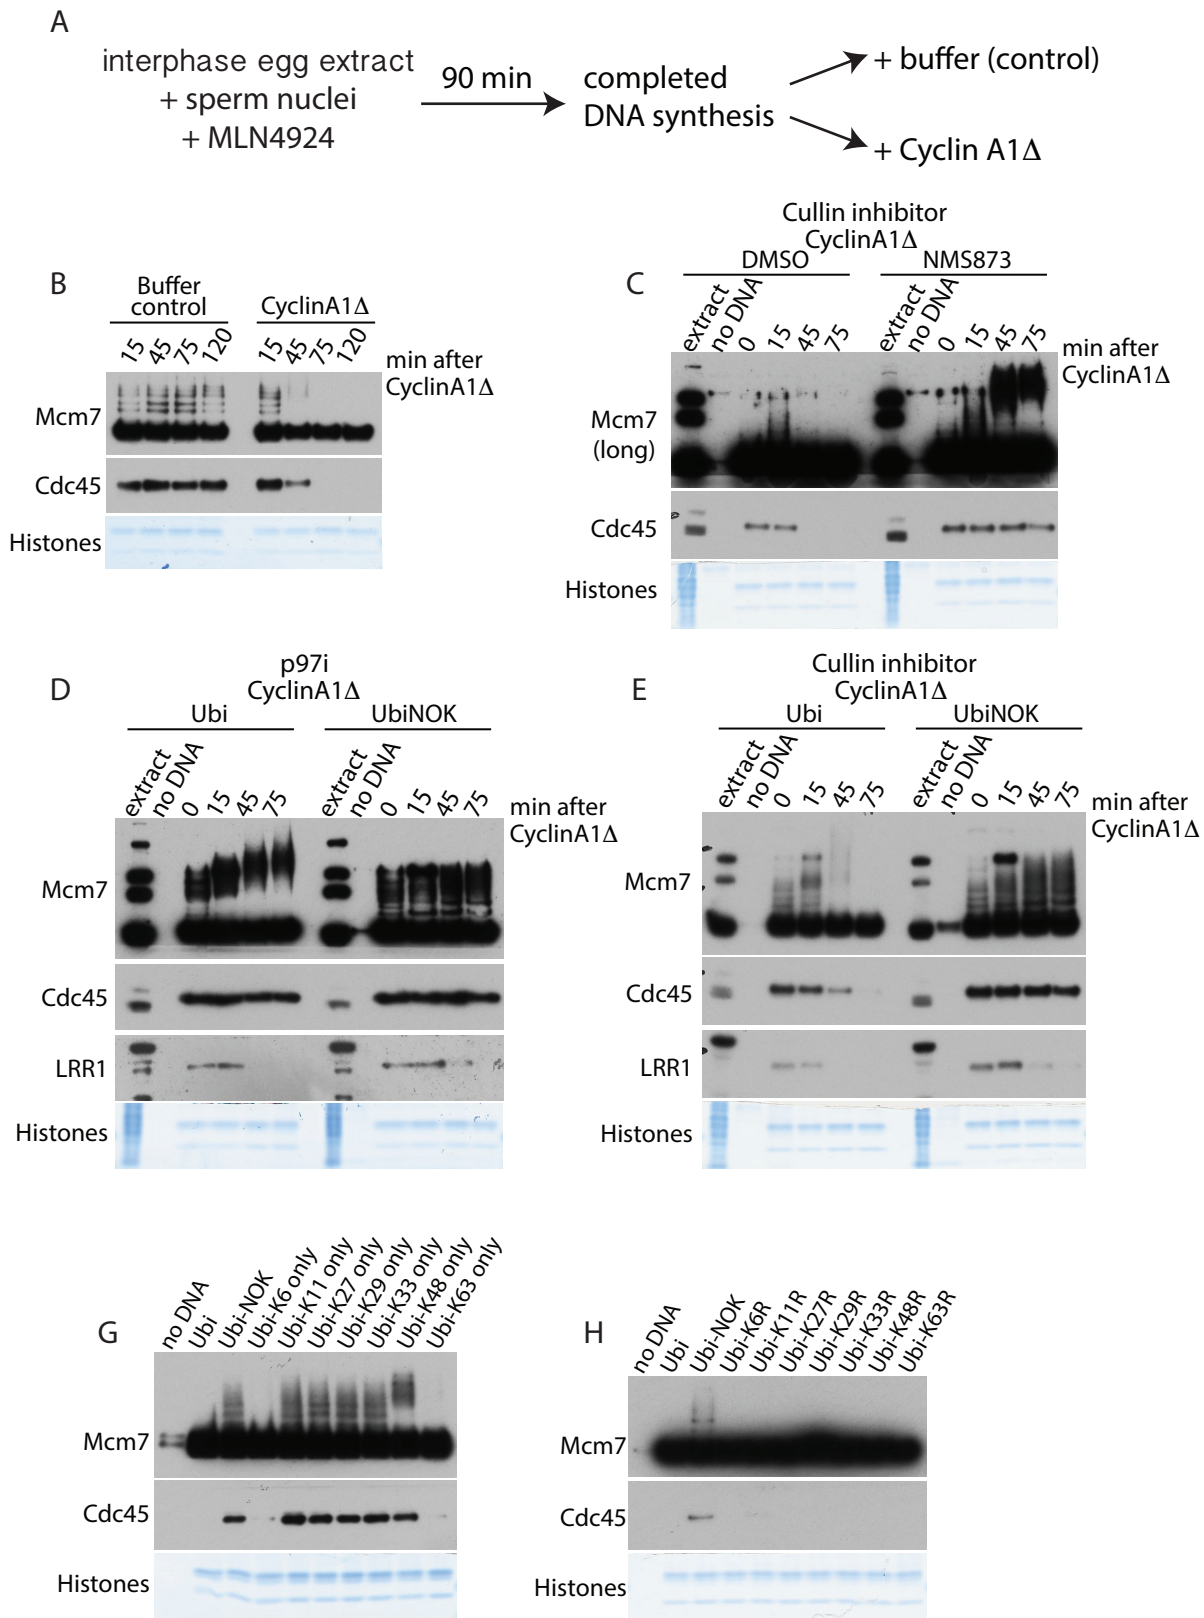 A
interphase egg extract
+ sperm nuclei
+ MLN4924
90 min
completed
DNA synthesis
+ buffer (control)
+ Cyclin A1Δ
B
Buffer
control
CyclinA1Δ
15 45 75 120 15 45 75 120
min after
CyclinA1Δ
Mcm7
Cdc45
Histones
C
Cullin inhibitor
CyclinA1Δ
DMSO NMS873
extract no DNA 0 15 45 75 extract no DNA 0 15 45 75
min after
CyclinA1Δ
Mcm7
(long)
Cdc45
Histones
D
p97i
CyclinA1Δ
Ubi UbiNOK
extract no DNA 0 15 45 75 extract no DNA 0 15 45 75
min after
CyclinA1Δ
Mcm7
Cdc45
LRR1
Histones
E
Cullin inhibitor
CyclinA1Δ
Ubi UbiNOK
extract no DNA 0 15 45 75 extract no DNA 0 15 45 75
min after
CyclinA1Δ
Mcm7
Cdc45
LRR1
Histones
G
no DNA Ubi Ubi-NOK Ubi-K6 only Ubi-K11 only Ubi-K27 only Ubi-K29 only Ubi-K33 only Ubi-K48 only Ubi-K63 only
Mcm7
Cdc45
Histones
H
no DNA Ubi Ubi-NOK Ubi-K6R Ubi-K11R Ubi-K27R Ubi-K29R Ubi-K33R Ubi-K48R Ubi-K63R
Mcm7
Cdc45
Histones